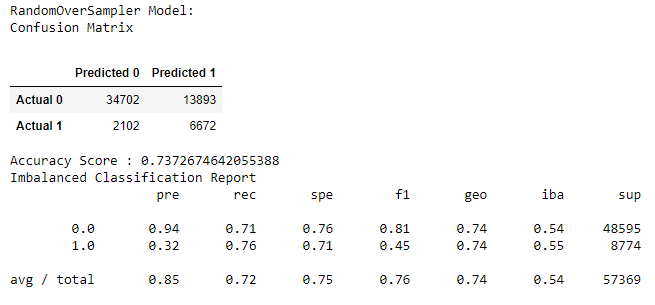 RandomOverSampler Model:
Confusion Matrix
Predicted 0 Predicted 1
Actual 0 34702 13893
Actual 1 2102 6672
Accuracy Score : 0.7372674642055388
Imbalanced Classification Report
pre rec spe f1 geo iba sup
0.0 0.94 0.71 0.76 0.81 0.74 0.54 48595
1.0 0.32 0.76 0.71 0.45 0.74 0.55 8774
avg / total 0.85 0.72 0.75 0.76 0.74 0.54 57369